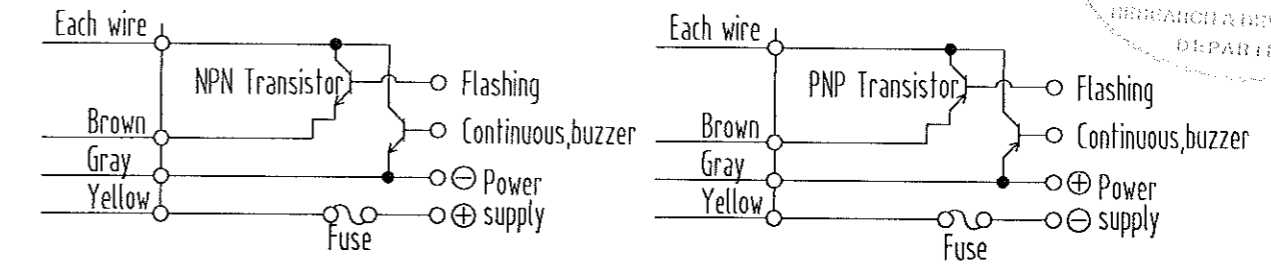 Each wire
NPN Transistor
Flashing
Brown
Continuous,buzzer
Gray
⊖ Power
Yellow
⊕ supply
Fuse
Each wire
PNP Transistor
Flashing
Brown
Continuous,buzzer
Gray
⊕ Power
Yellow
⊖ supply
Fuse